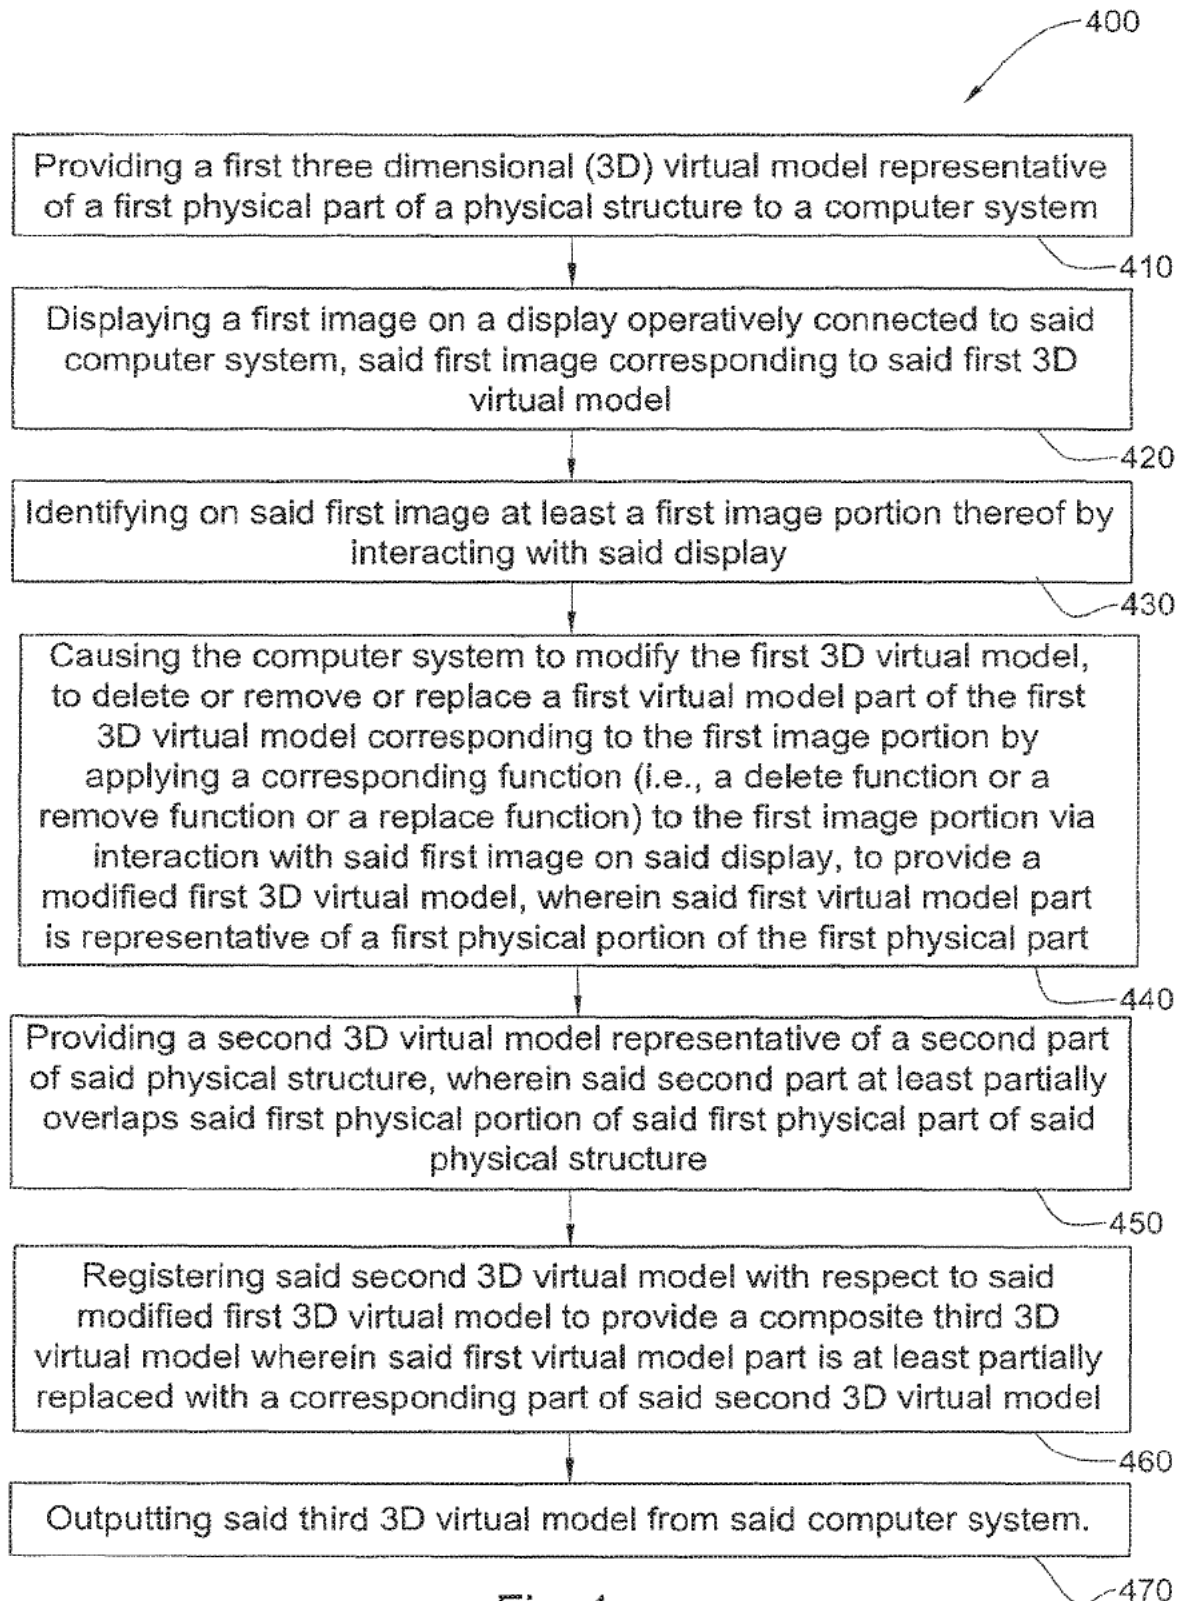 400
Providing a first three dimensional (3D) virtual model representative
of a first physical part of a physical structure to a computer system
410
Displaying a first image on a display operatively connected to said
computer system, said first image corresponding to said first 3D
virtual model
420
Identifying on said first image at least a first image portion thereof by
interacting with said display
430
Causing the computer system to modify the first 3D virtual model,
to delete or remove or replace a first virtual model part of the first
3D virtual model corresponding to the first image portion by
applying a corresponding function (i.e., a delete function or a
remove function or a replace function) to the first image portion via
interaction with said first image on said display, to provide a
modified first 3D virtual model, wherein said first virtual model part
is representative of a first physical portion of the first physical part
440
Providing a second 3D virtual model representative of a second part
of said physical structure, wherein said second part at least partially
overlaps said first physical portion of said first physical part of said
physical structure
450
Registering said second 3D virtual model with respect to said
modified first 3D virtual model to provide a composite third 3D
virtual model wherein said first virtual model part is at least partially
replaced with a corresponding part of said second 3D virtual model
460
Outputting said third 3D virtual model from said computer system.
470